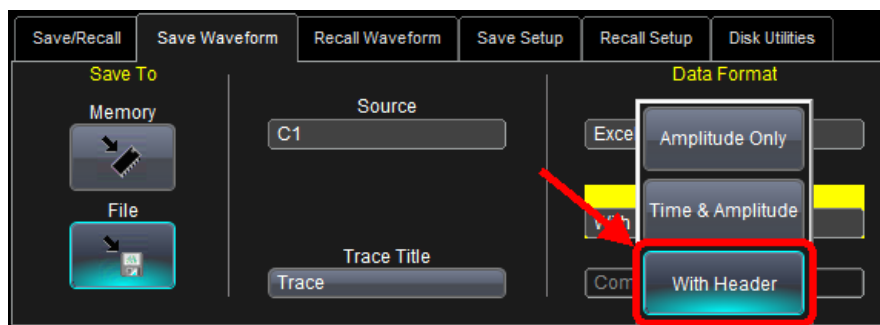 Save/Recall
Save Waveform
Recall Waveform
Save Setup
Recall Setup
Disk Utilities
Save To
Memory
File
Source
C1
Trace Title
Trace
Data Format
Exce
Amplitude Only
Time & Amplitude
With
With Header
Com